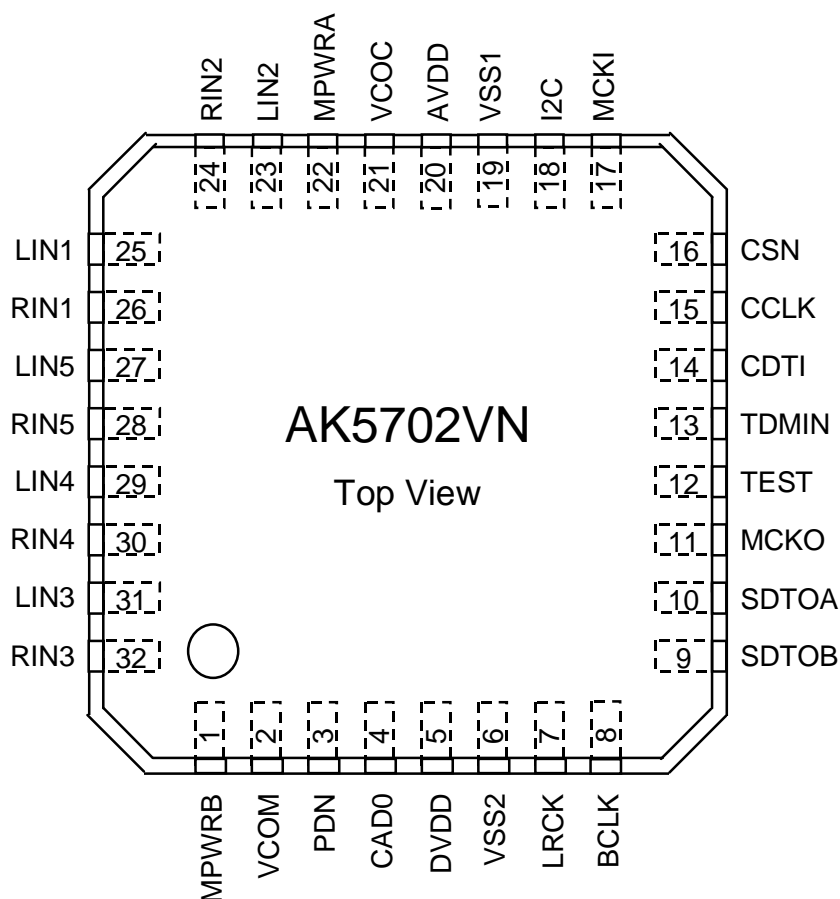 RIN2 LIN2 MPWRA VCOC AVDD VSS1 I2C MCKI
24 23 22 21 20 19 18 17
LIN1 25 16 CSN
RIN1 26 15 CCLK
LIN5 27 14 CDTI
RIN5 28 13 TDMIN
AK5702VN
LIN4 29 12 TEST
Top View
RIN4 30 11 MCKO
LIN3 31 10 SDTOA
RIN3 32 9 SDTOB
1 2 3 4 5 6 7 8
MPWRB VCOM PDN CAD0 DVDD VSS2 LRCK BCLK